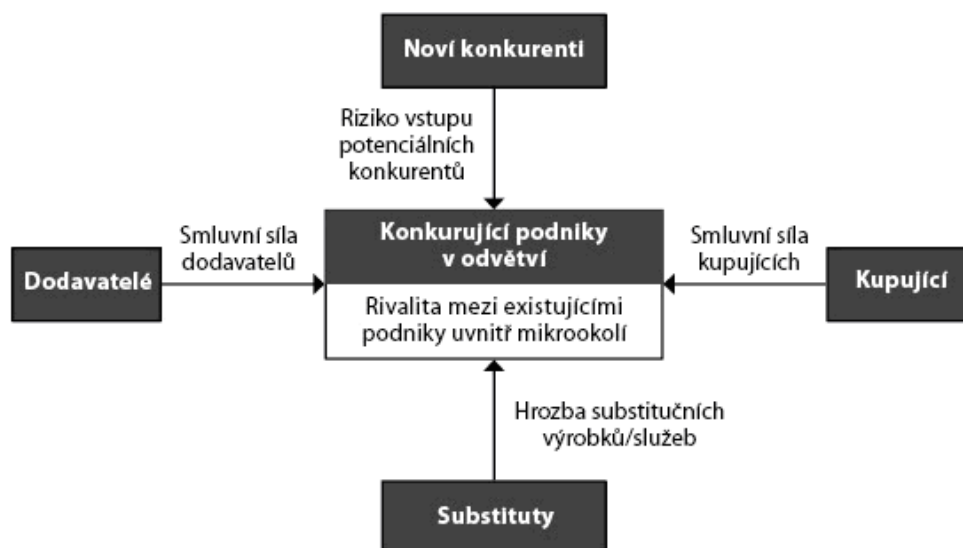 Noví konkurenti
Riziko vstupu
potenciálních
konkurentů
Smluvní síla
dodavatelů
Dodavatelé
Konkurující podniky
v odvětví
Rivalita mezi existujícími
podniky uvnitř mikrookolí
Smluvní síla
kupujících
Kupující
Hrozba substitučních
výrobků/služeb
Substituty